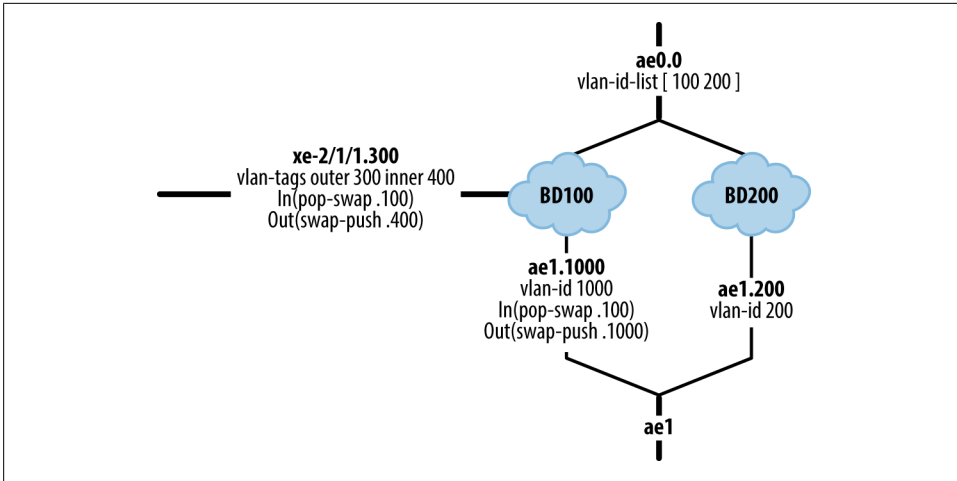 ae0.0
vlan-id-list [ 100 200 ]
xe-2/1/1.300
vlan-tags outer 300 inner 400
In(pop-swap .100)
Out(swap-push .400)
BD100
BD200
ae1.1000
vlan-id 1000
In(pop-swap .100)
Out(swap-push .1000)
ae1.200
vlan-id 200
ae1